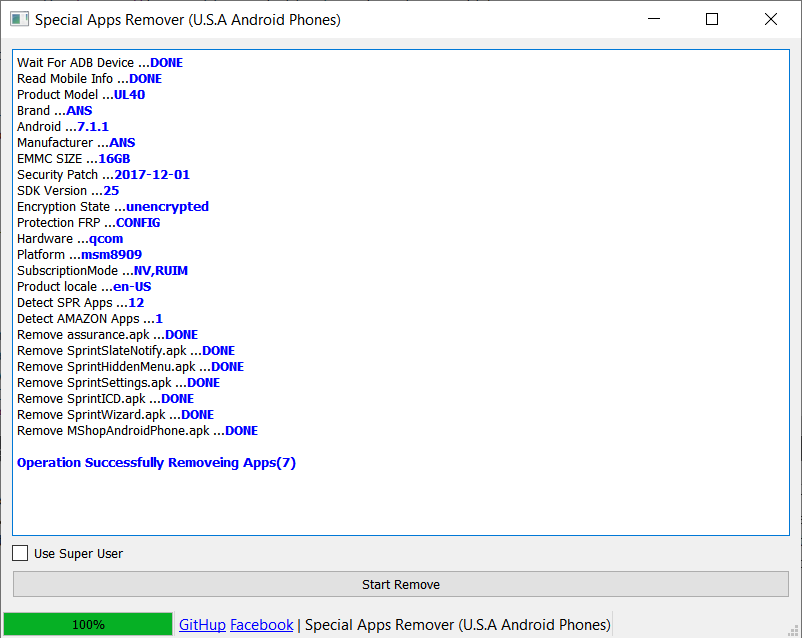 Special Apps Remover (U.S.A Android Phones)
Wait For ADB Device ...DONE
Read Mobile Info ...DONE
Product Model ...UL40
Brand ...ANS
Android ...7.1.1
Manufacturer ...ANS
EMMC SIZE ...16GB
Security Patch ...2017-12-01
SDK Version ...25
Encryption State ...unencrypted
Protection FRP ...CONFIG
Hardware ...qcom
Platform ...msm8909
SubscriptionMode ...NV,RUIM
Product locale ...en-US
Detect SPR Apps ...12
Detect AMAZON Apps ...1
Remove assurance.apk ...DONE
Remove SprintSlateNotify.apk ...DONE
Remove SprintHiddenMenu.apk ...DONE
Remove SprintSettings.apk ...DONE
Remove SprintICD.apk ...DONE
Remove SprintWizard.apk ...DONE
Remove MShopAndroidPhone.apk ...DONE
Operation Successfully Removeing Apps(7)
Use Super User
Start Remove
100% GitHup Facebook | Special Apps Remover (U.S.A Android Phones)